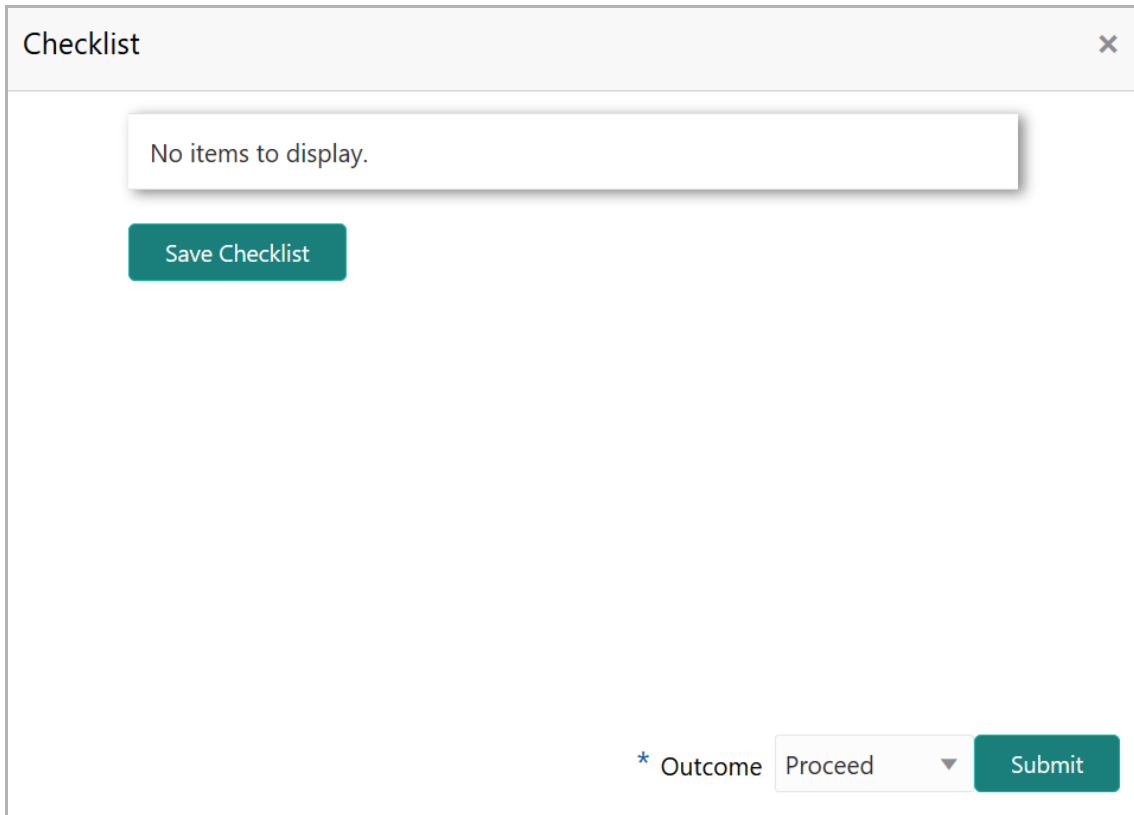 Checklist
No items to display.
Save Checklist
* Outcome Proceed Submit